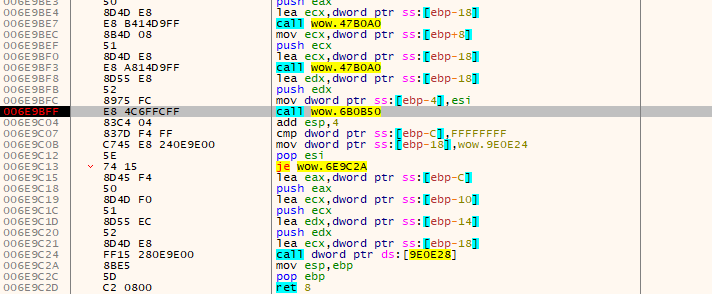 006E9BE3 50 push eax
006E9BE4 8D4D E8 lea ecx,dword ptr ss:[ebp-18]
006E9BE7 E8 B414D9FF call wow.47B0A0
006E9BEC 8B4D 08 mov ecx,dword ptr ss:[ebp+8]
006E9BEF 51 push ecx
006E9BF0 8D4D E8 lea ecx,dword ptr ss:[ebp-18]
006E9BF3 E8 A814D9FF call wow.47B0A0
006E9BF8 8D55 E8 lea edx,dword ptr ss:[ebp-18]
006E9BFB 52 push edx
006E9BFC 8975 FC mov dword ptr ss:[ebp-4],esi
006E9BFF E8 4C6FFCFF call wow.6B0B50
006E9C04 83C4 04 add esp,4
006E9C07 837D F4 FF cmp dword ptr ss:[ebp-C],FFFFFFFF
006E9C0B C745 E8 240E9E00 mov dword ptr ss:[ebp-18],wow.9E0E24
006E9C12 5E pop esi
006E9C13 74 15 je wow.6E9C2A
006E9C15 8D45 F4 lea eax,dword ptr ss:[ebp-C]
006E9C18 50 push eax
006E9C19 8D4D F0 lea ecx,dword ptr ss:[ebp-10]
006E9C1C 51 push ecx
006E9C1D 8D55 EC lea edx,dword ptr ss:[ebp-14]
006E9C20 52 push edx
006E9C21 8D4D E8 lea ecx,dword ptr ss:[ebp-18]
006E9C24 FF15 280E9E00 call dword ptr ds:[9E0E28]
006E9C2A 8BE5 mov esp,ebp
006E9C2C 5D pop ebp
006E9C2D C2 0800 ret 8